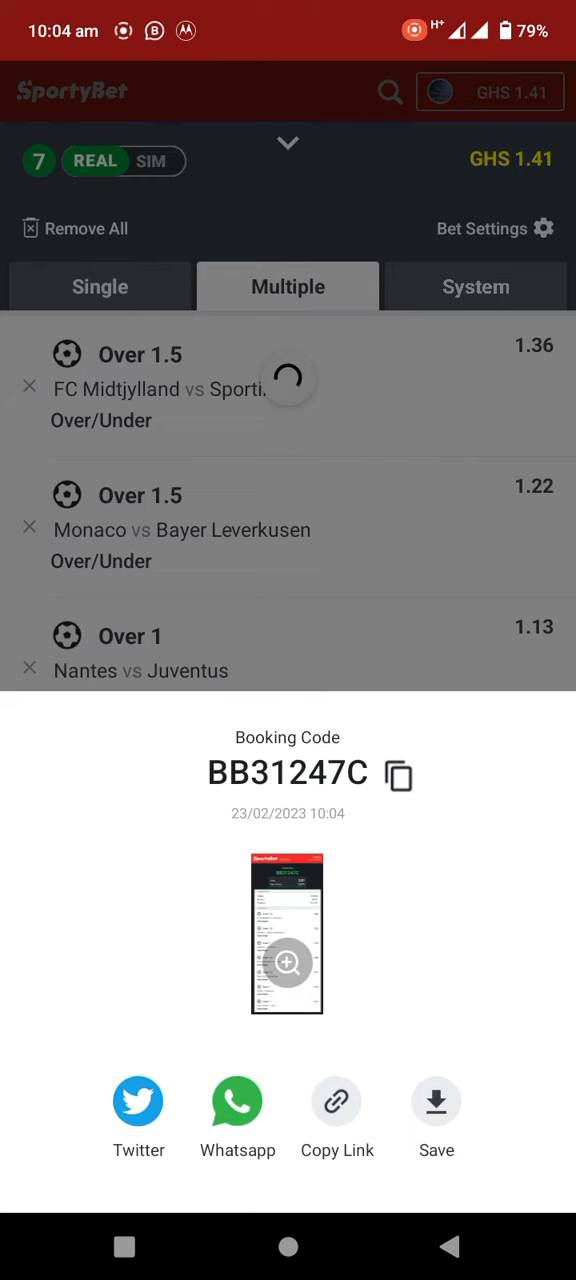 10:04 am
H+
79%
SportyBet
GHS 1.41
7 REAL SIM
GHS 1.41
Remove All
Bet Settings
Single
Multiple
System
Over 1.5
1.36
FC Midtjylland vs Sporti
Over/Under
Over 1.5
1.22
Monaco vs Bayer Leverkusen
Over/Under
Over 1
1.13
Nantes vs Juventus
Booking Code
BB31247C
23/02/2023 10:04
SportyBet
BB31247C
Twitter
Whatsapp
Copy Link
Save